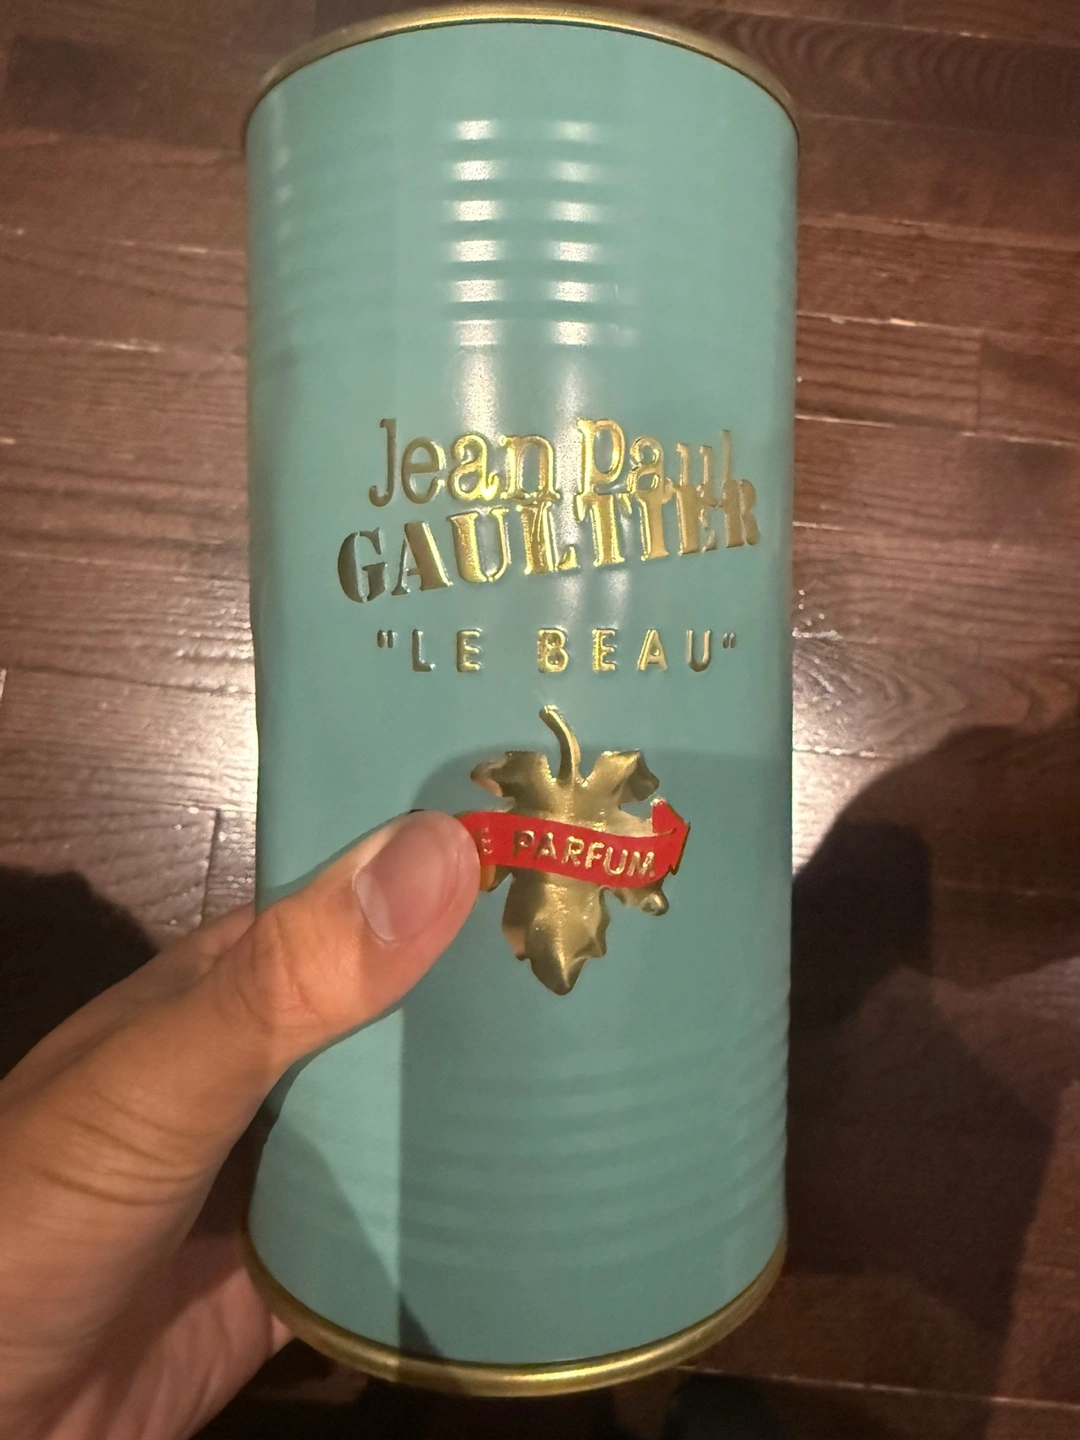 Jean Paul
GAULTIER
"LE BEAU"
PARFUM